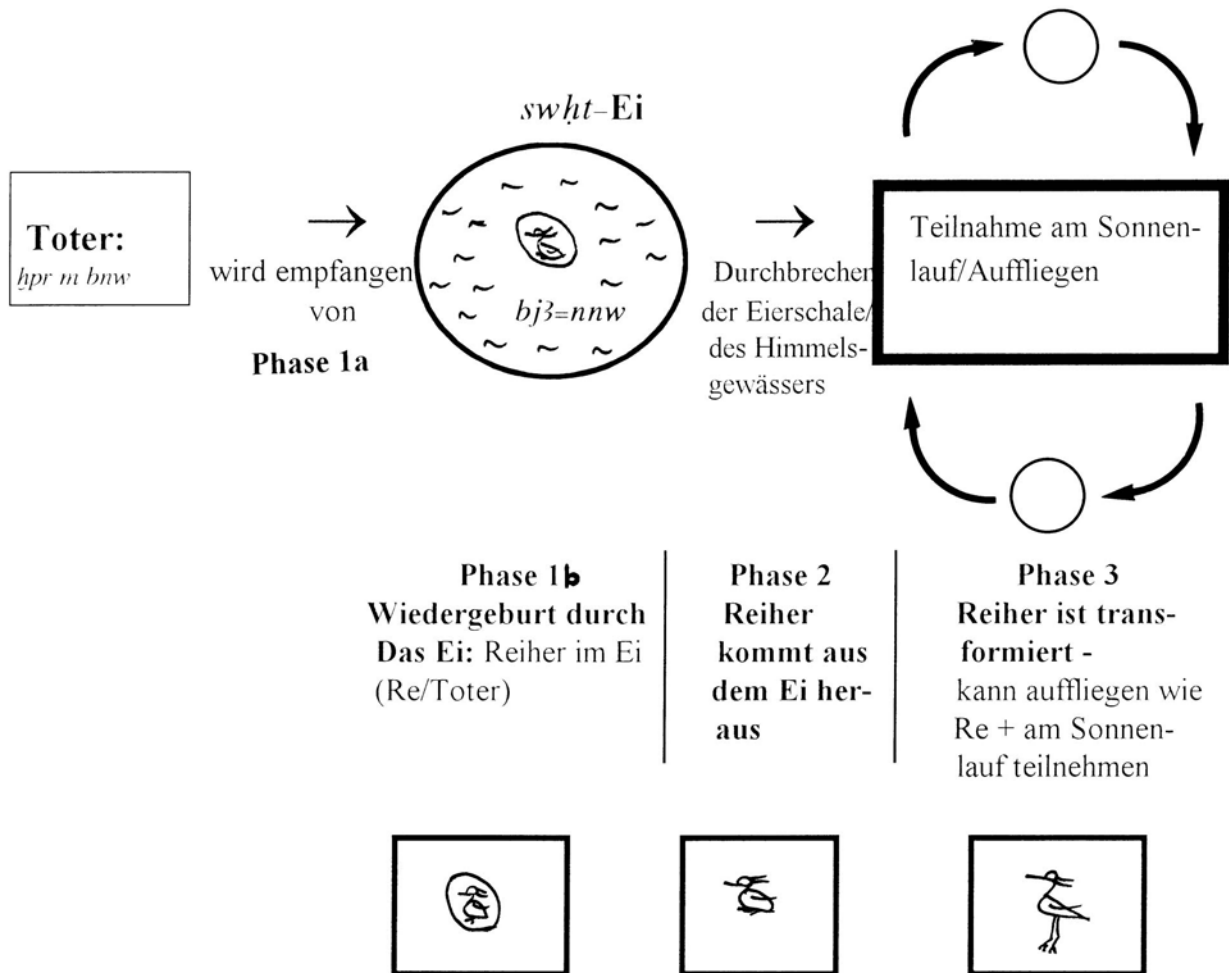 swḥt–Ei
Toter:
ḫpr m bnw
→
wird empfangen
von
Phase 1a
bjꜣ=nnw
→
Durchbrechen
der Eierschale/
des Himmels-
gewässers
Teilnahme am Sonnen-
lauf/Auffliegen
Phase 1b
Wiedergeburt durch
Das Ei: Reiher im Ei
(Re/Toter)
Phase 2
Reiher
kommt aus
dem Ei her-
aus
Phase 3
Reiher ist trans-
formiert -
kann auffliegen wie
Re + am Sonnen-
lauf teilnehmen